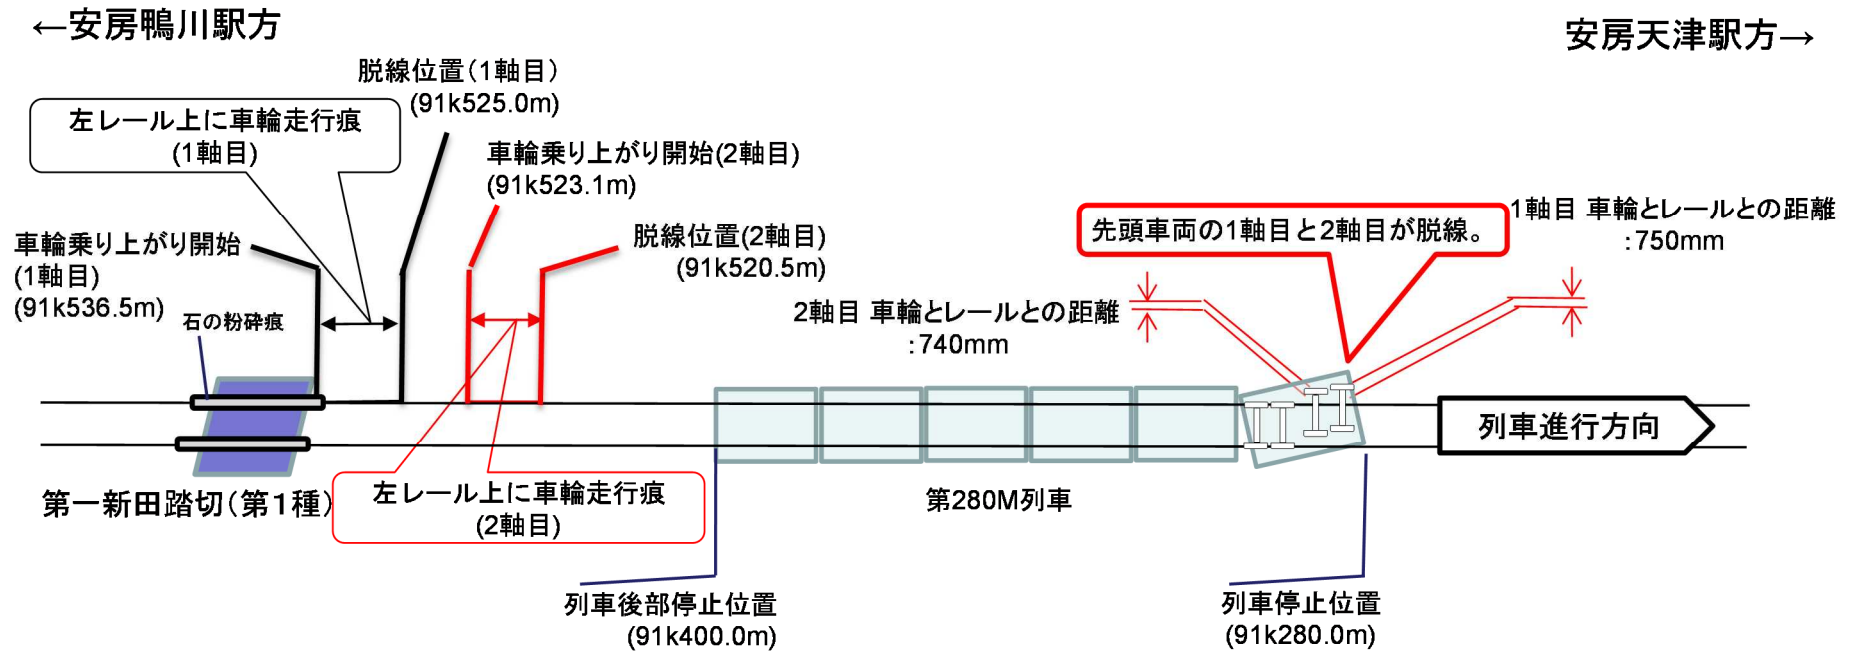 ←安房鴨川駅方
安房天津駅方→
脱線位置(1軸目)
(91k525.0m)
左レール上に車輪走行痕
(1軸目)
車輪乗り上がり開始(2軸目)
(91k523.1m)
車輪乗り上がり開始
(1軸目)
(91k536.5m)
石の粉砕痕
脱線位置(2軸目)
(91k520.5m)
先頭車両の1軸目と2軸目が脱線。
1軸目 車輪とレールとの距離
:750mm
2軸目 車輪とレールとの距離
:740mm
列車進行方向
第一新田踏切(第1種)
左レール上に車輪走行痕
(2軸目)
第280M列車
列車後部停止位置
(91k400.0m)
列車停止位置
(91k280.0m)